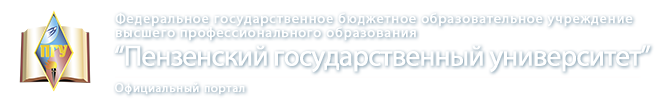 ПГУ
Федеральное государственное бюджетное образовательное учреждение
высшего профессионального образования
“Пензенский государственный университет”
Официальный портал